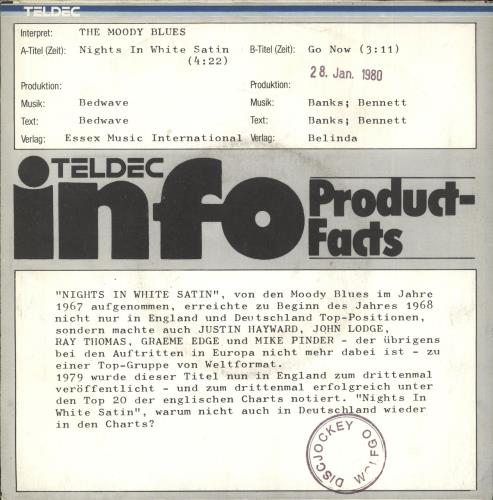 TELDEC
Interpret: THE MOODY BLUES
A-Titel (Zeit): Nights In White Satin B-Titel (Zeit): Go Now (3:11)
(4:22)
28. Jan. 1980
Produktion: Produktion:
Musik: Bedwave Musik: Banks; Bennett
Text: Bedwave Text: Banks; Bennett
Verlag: Essex Music International Verlag: Belinda
TELDEC
info Product-
Facts
"NIGHTS IN WHITE SATIN", von den Moody Blues im Jahre
1967 aufgenommen, erreichte zu Beginn des Jahres 1968
nicht nur in England und Deutschland Top-Positionen,
sondern machte auch JUSTIN HAYWARD, JOHN LODGE,
RAY THOMAS, GRAEME EDGE und MIKE PINDER - der übrigens
bei den Auftritten in Europa nicht mehr dabei ist - zu
einer Top-Gruppe von Weltformat.
1979 wurde dieser Titel nun in England zum drittenmal
veröffentlicht - und zum drittenmal erfolgreich unter
den Top 20 der englischen Charts notiert. "Nights In
White Satin", warum nicht auch in Deutschland wieder
in den Charts?
DISCJOCKEY WOLFGO